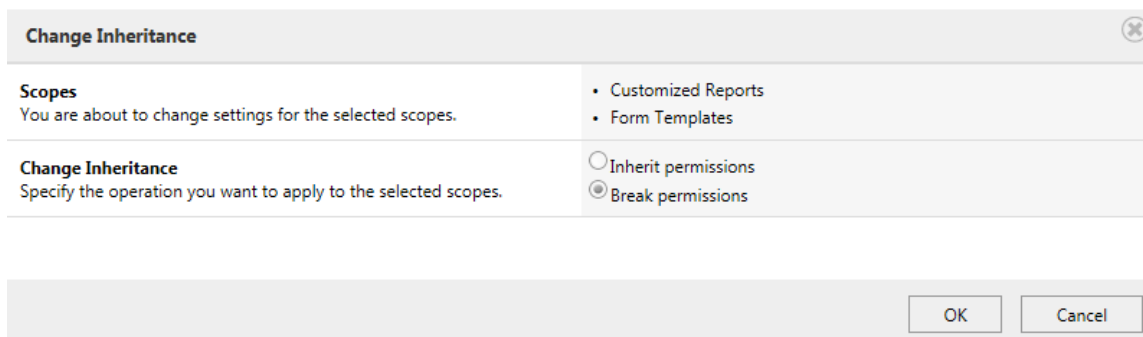 Change Inheritance
Scopes
You are about to change settings for the selected scopes.
• Customized Reports
• Form Templates
Change Inheritance
Specify the operation you want to apply to the selected scopes.
Inherit permissions
Break permissions
OK
Cancel